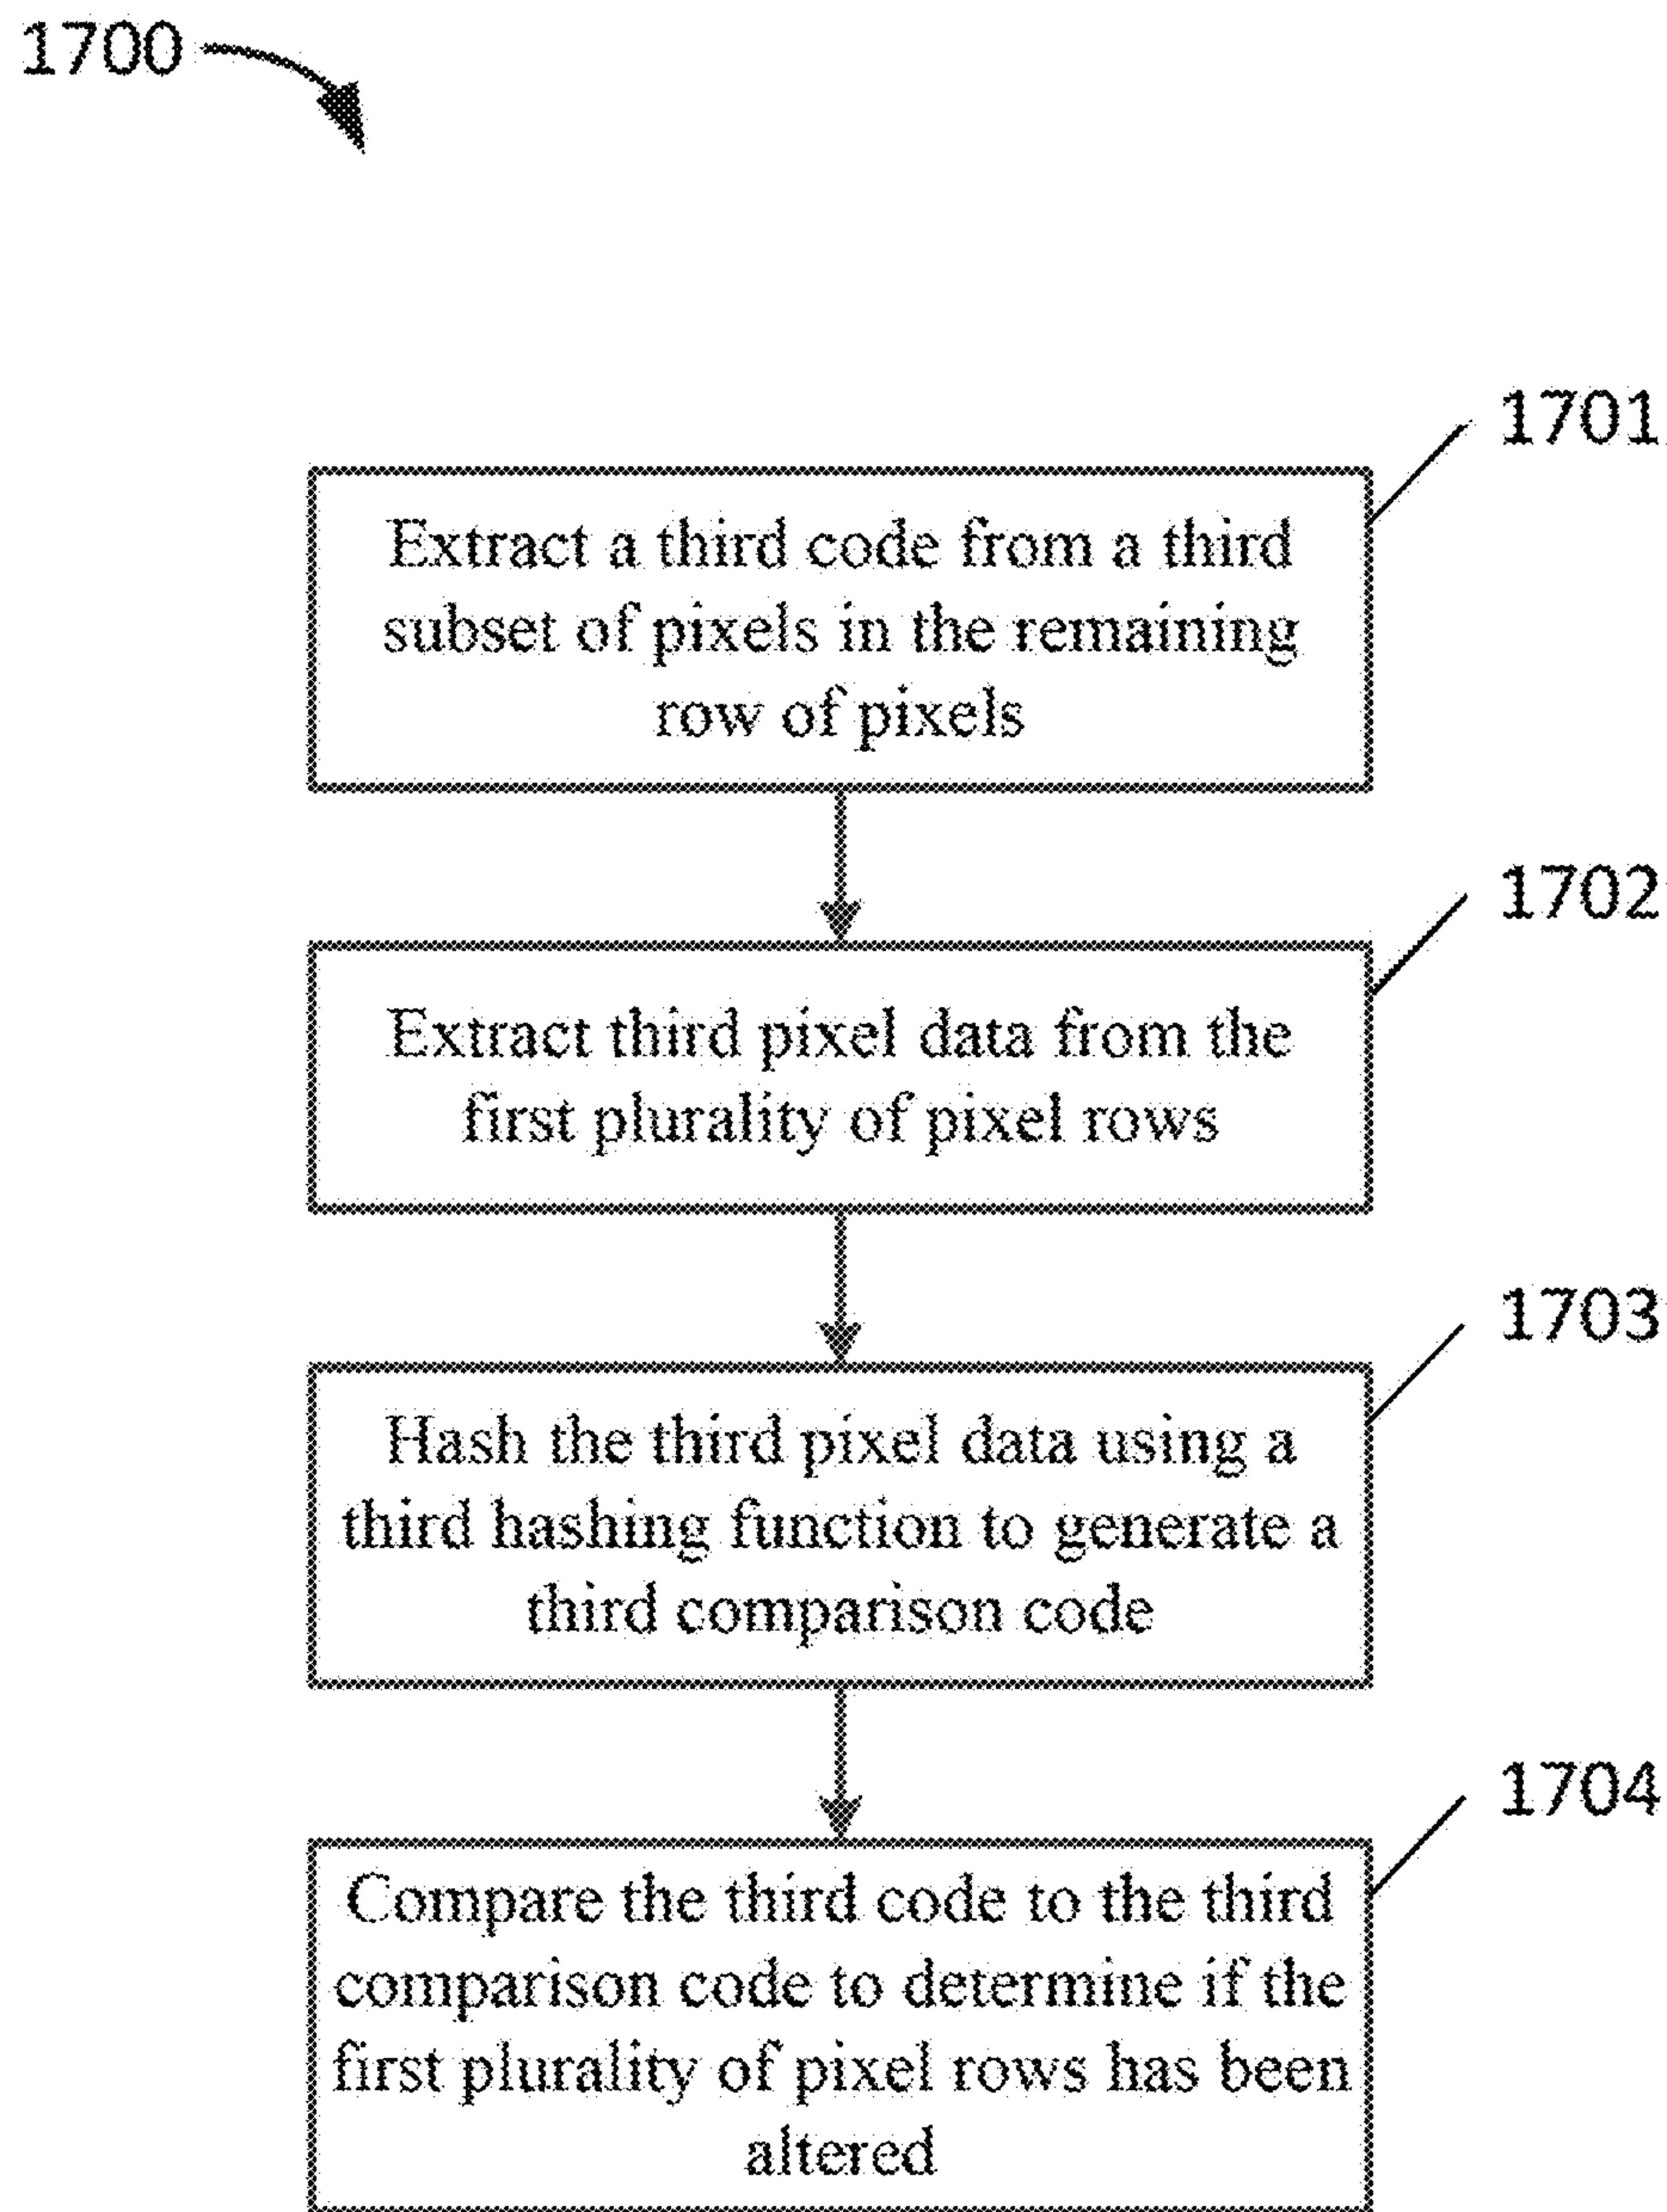 1700
1701
Extract a third code from a third
subset of pixels in the remaining
row of pixels
1702
Extract third pixel data from the
first plurality of pixel rows
1703
Hash the third pixel data using a
third hashing function to generate a
third comparison code
1704
Compare the third code to the third
comparison code to determine if the
first plurality of pixel rows has been
altered